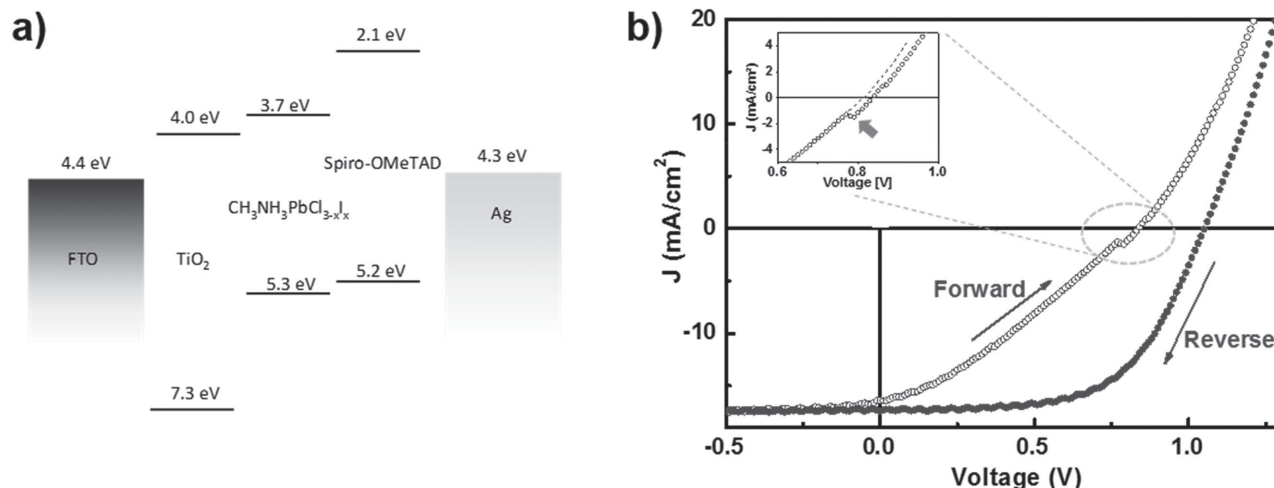 a)
2.1 eV
3.7 eV
4.0 eV
4.4 eV
4.3 eV
Spiro-OMeTAD
CH₃NH₃PbCl₃₋ₓIₓ
Ag
FTO
TiO₂
5.3 eV
5.2 eV
7.3 eV
b)
20
10
0
-10
J (mA/cm²)
-0.5
0.0
0.5
1.0
Voltage (V)
Forward
Reverse
4
2
0
-2
-4
J (mA/cm²)
0.6
0.8
1.0
Voltage [V]